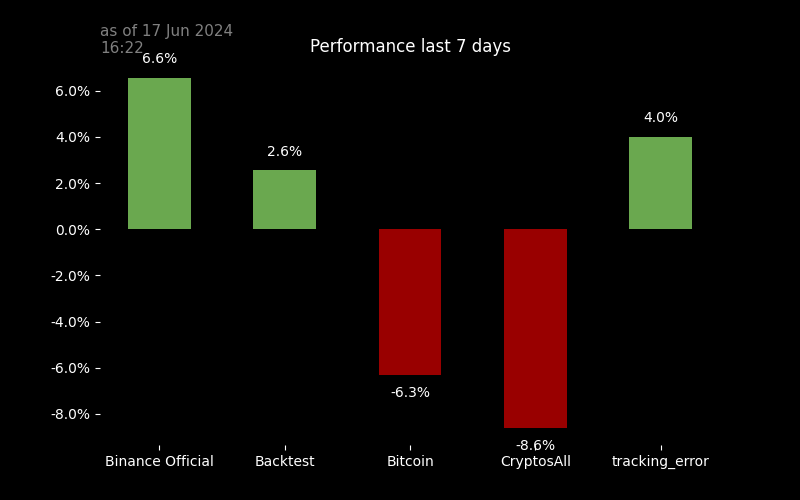 as of 17 Jun 2024
16:22
Performance last 7 days
6.6%
2.6%
4.0%
-6.3%
-8.6%
6.0%
4.0%
2.0%
0.0%
-2.0%
-4.0%
-6.0%
-8.0%
Binance Official
Backtest
Bitcoin
CryptosAll
tracking_error